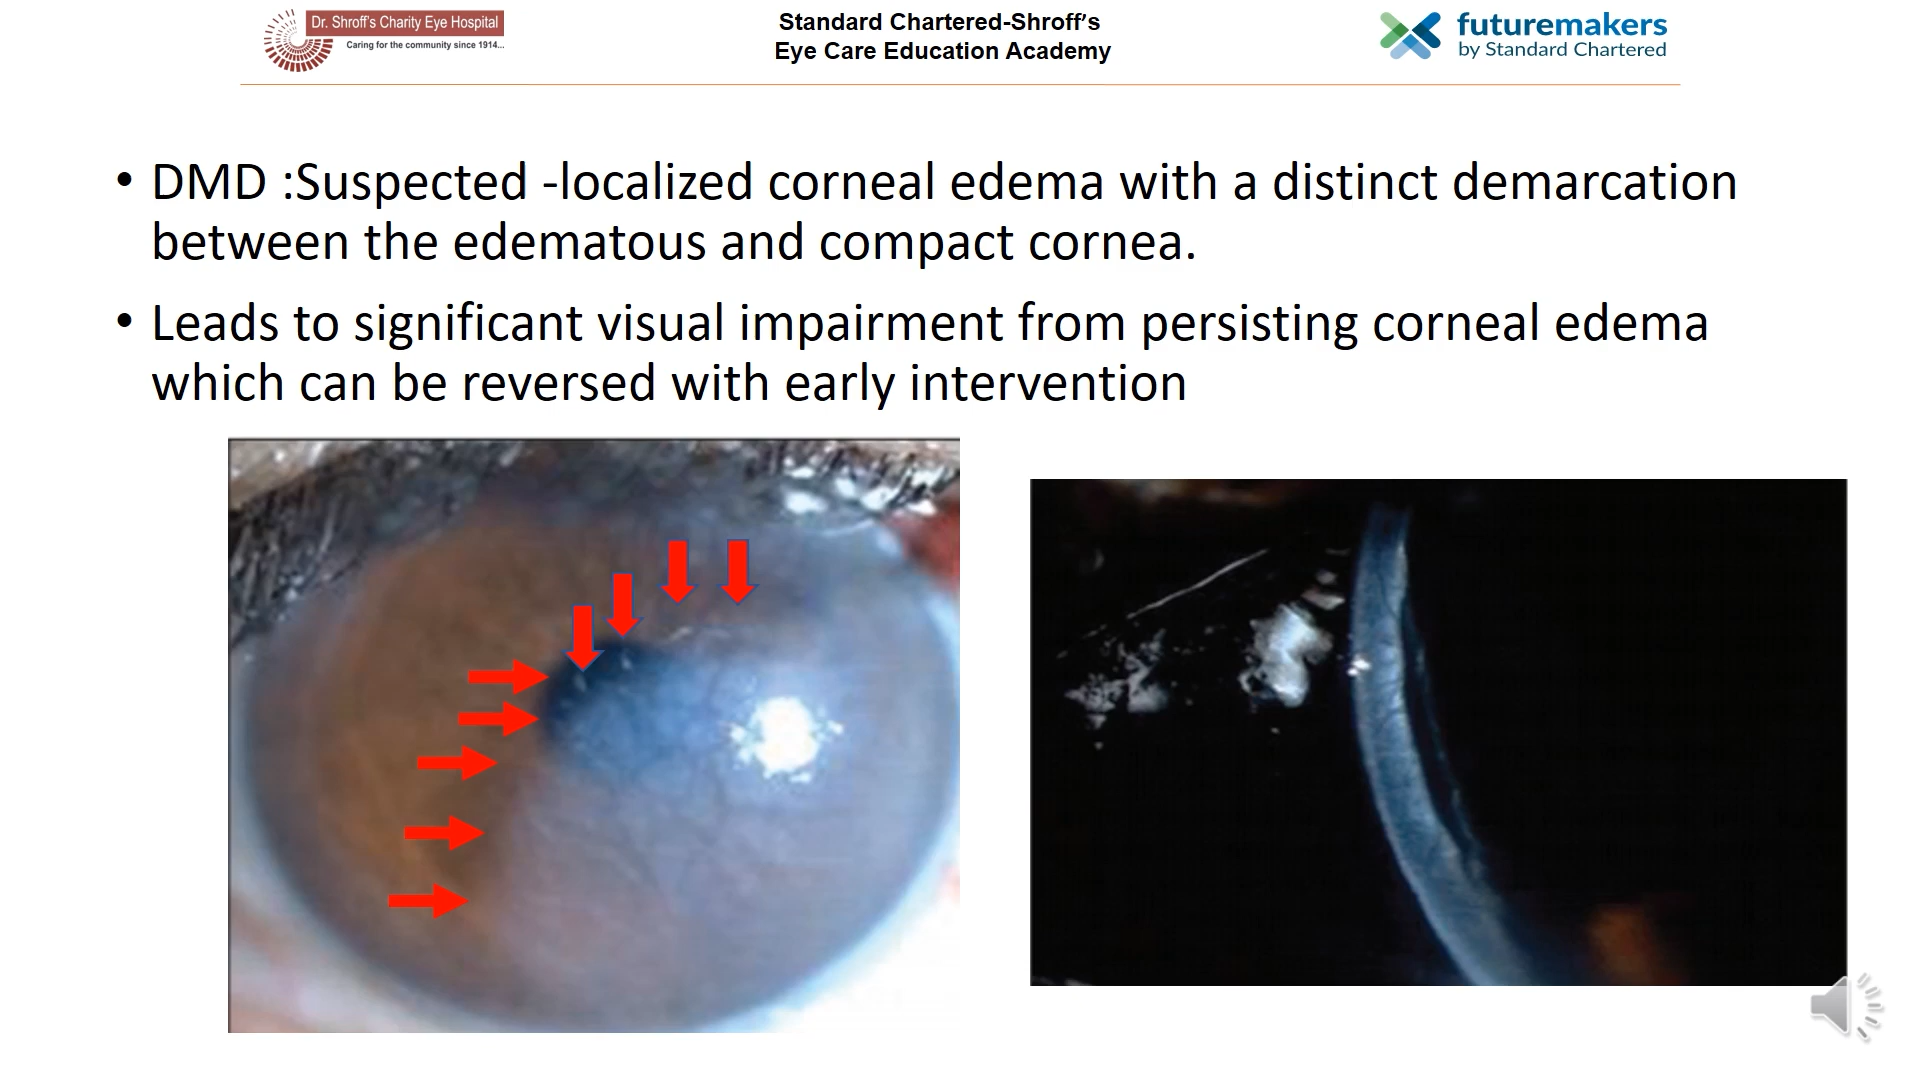 Dr. Shroff's Charity Eye Hospital
Caring for the community since 1914...
Standard Chartered-Shroff's
Eye Care Education Academy
futuremakers
by Standard Chartered
• DMD :Suspected -localized corneal edema with a distinct demarcation
between the edematous and compact cornea.
• Leads to significant visual impairment from persisting corneal edema
which can be reversed with early intervention